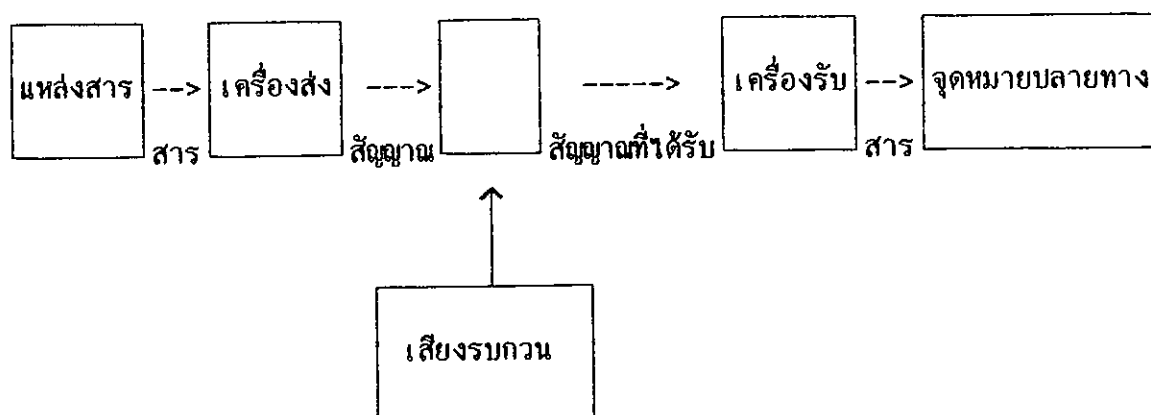 แหล่งสาร --> เครื่องส่ง ---> -----> เครื่องรับ --> จุดหมายปลายทาง
สาร สัญญาณ สัญญาณที่ได้รับ สาร
เสียงรบกวน